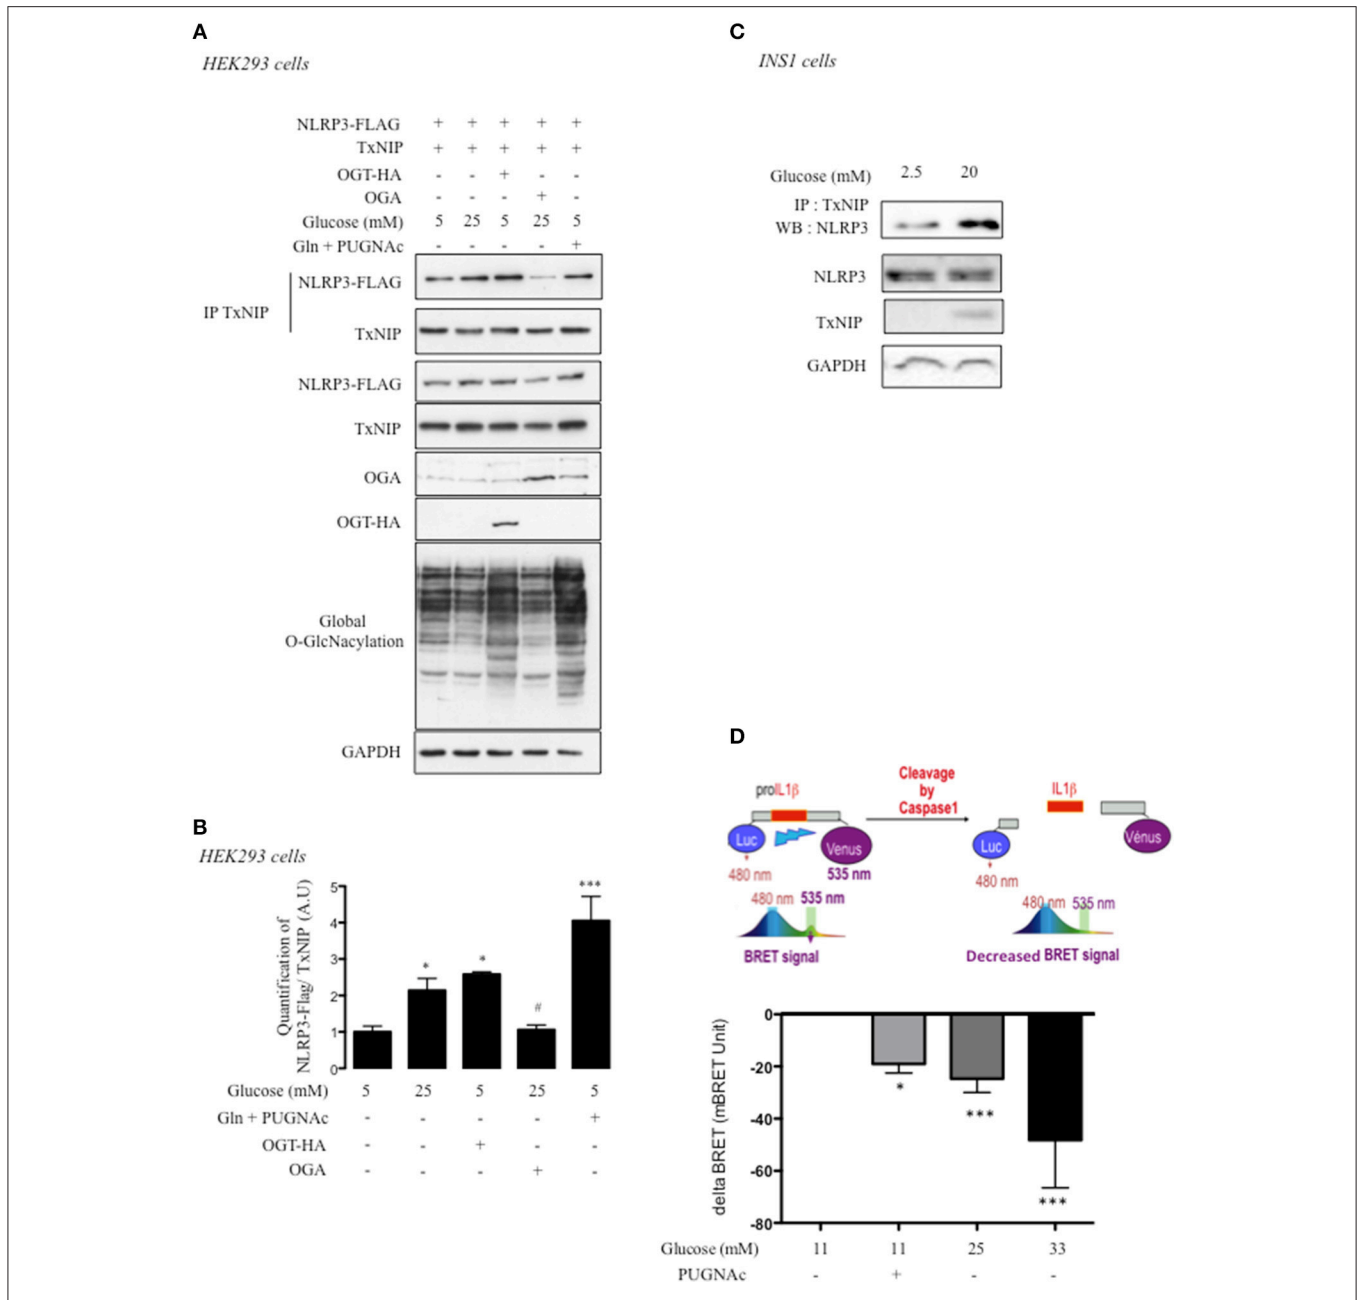 A
HEK293 cells
NLRP3-FLAG + + + + +
TxNIP + + + + +
OGT-HA - - + - -
OGA - - - + -
Glucose (mM) 5 25 5 25 5
Gln + PUGNAc - - - - +
IP TxNIP
NLRP3-FLAG
TxNIP
NLRP3-FLAG
TxNIP
OGA
OGT-HA
Global
O-GlcNacylation
GAPDH
B
HEK293 cells
Quantification of
NLRP3-Flag/ TxNIP (A.U)
5
4
3
2
1
0
* * # ***
Glucose (mM) 5 25 5 25 5
Gln + PUGNAc - - - - +
OGT-HA - - + - -
OGA - - - + -
C
INS1 cells
Glucose (mM) 2.5 20
IP : TxNIP
WB : NLRP3
NLRP3
TxNIP
GAPDH
D
proIL1β
Luc
Venus
480 nm
535 nm
480 nm 535 nm
BRET signal
Cleavage
by
Caspase1
IL1β
Luc
Vénus
480 nm
480 nm 535 nm
Decreased BRET signal
delta BRET (mBRET Unit)
0
-20
-40
-60
-80
* *** ***
Glucose (mM) 11 11 25 33
PUGNAc - + - -